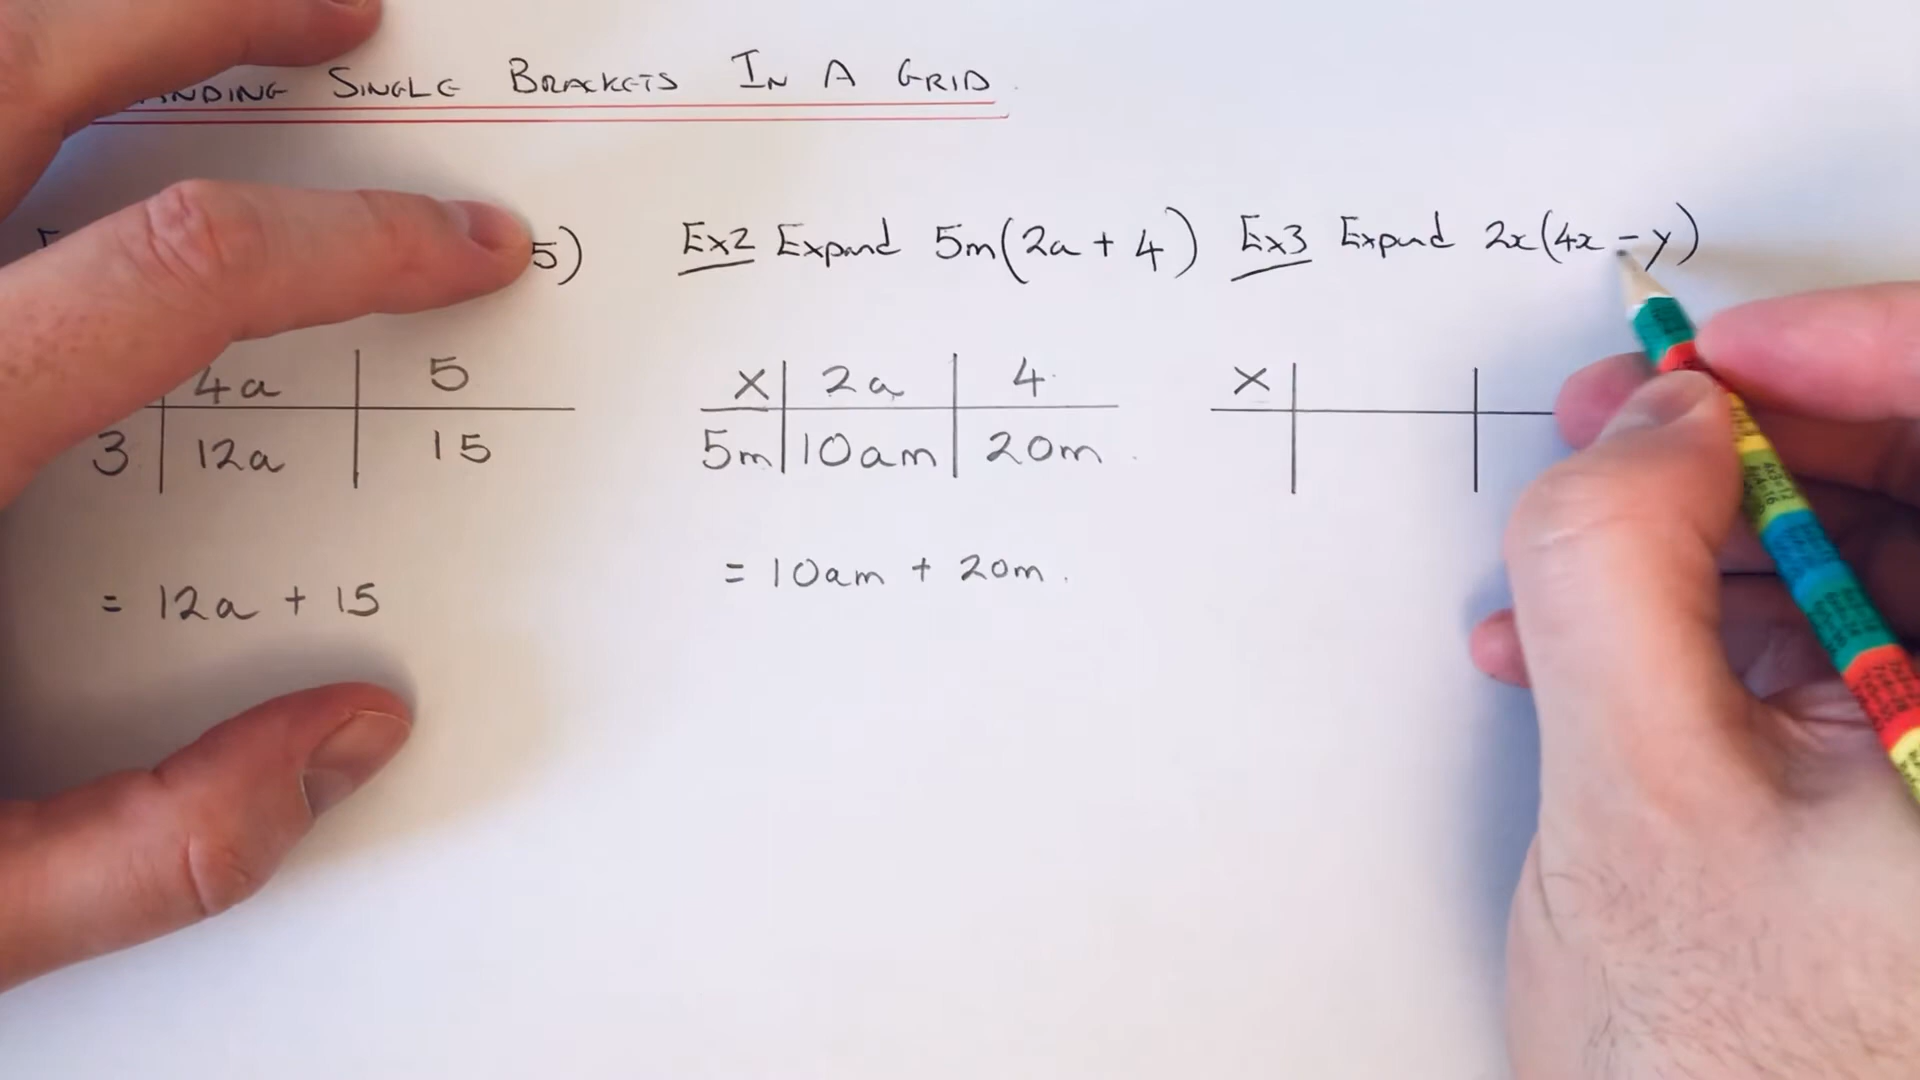 NDING SINGLE BRACKETS IN A GRID
5)
4a 5
3 12a 15
= 12a + 15
Ex2 Expand 5m(2a + 4)
× 2a 4
5m 10am 20m
= 10am + 20m.
Ex3 Expand 2x(4x - y)
×